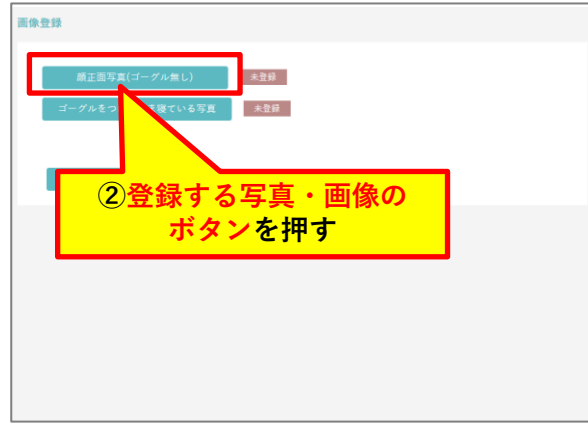 画像登録
顔正面写真(ゴーグル無し) 未登録
ゴーグルをつ 寝ている写真 未登録
②登録する写真・画像の
ボタンを押す